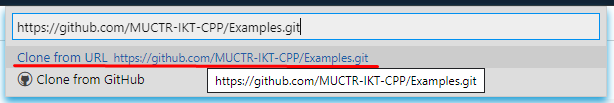 https://github.com/MUCTR-IKT-CPP/Examples.git
Clone from URL https://github.com/MUCTR-IKT-CPP/Examples.git
Clone from GitHub
https://github.com/MUCTR-IKT-CPP/Examples.git